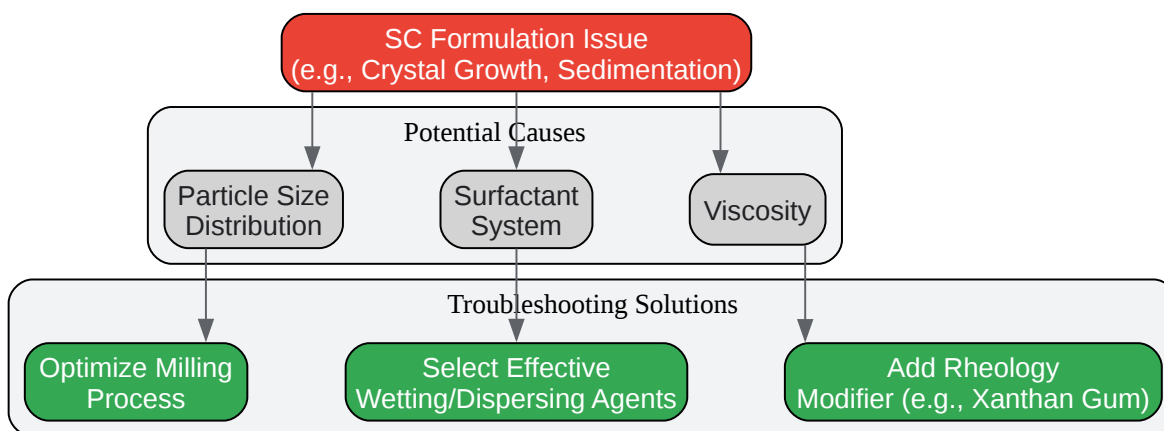 SC Formulation Issue
(e.g., Crystal Growth, Sedimentation)
Potential Causes
Particle Size
Distribution
Surfactant
System
Viscosity
Troubleshooting Solutions
Optimize Milling
Process
Select Effective
Wetting/Dispersing Agents
Add Rheology
Modifier (e.g., Xanthan Gum)